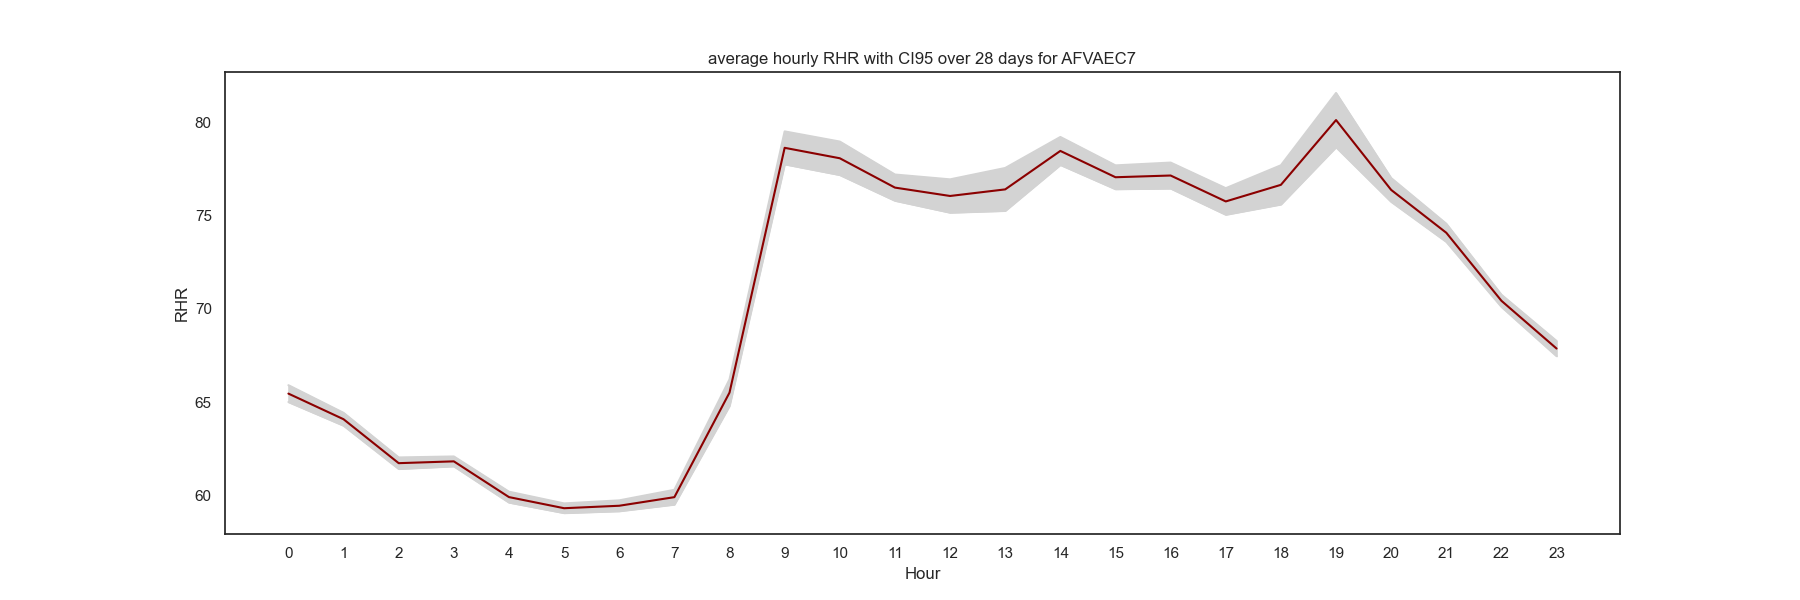 average hourly RHR with CI95 over 28 days for AFVAEC7
80
75
70
65
60
RHR
0 1 2 3 4 5 6 7 8 9 10 11 12 13 14 15 16 17 18 19 20 21 22 23
Hour